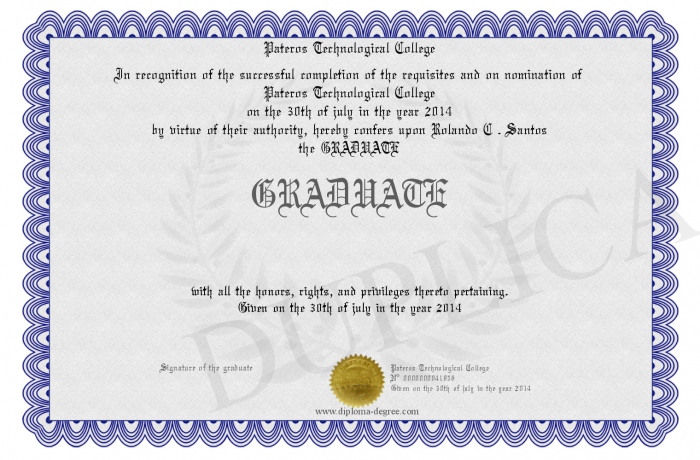 Pateros Technological College
In recognition of the successful completion of the requisites and on nomination of
Pateros Technological College
on the 30th of july in the year 2014
by virtue of their authority, hereby confers upon Rolando C . Santos
the GRADUATE
GRADUATE
with all the honors, rights, and privileges thereto pertaining.
Given on the 30th of july in the year 2014
DUPLICA
Signature of the graduate
Pateros Technological College
Given on the 30th of july in the year 2014
www.diploma-degree.com